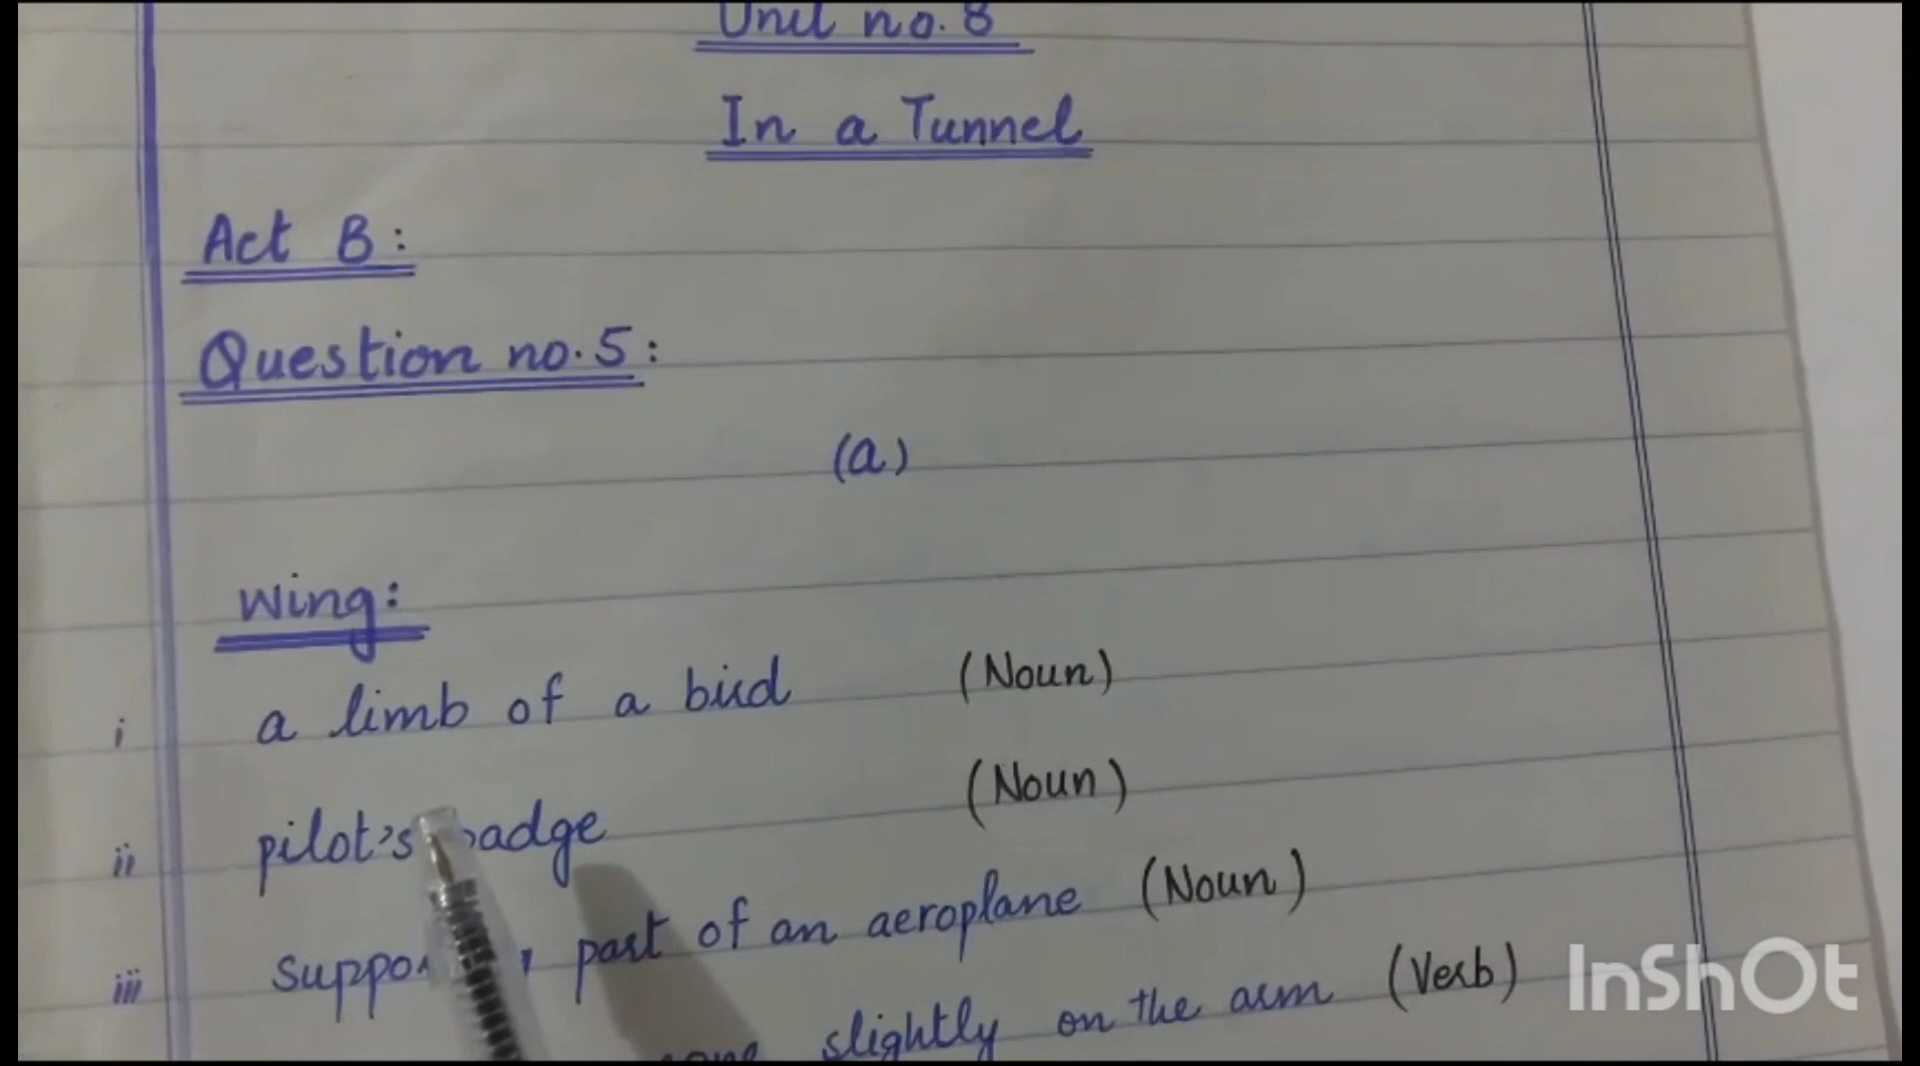 Unit no. 8
In a Tunnel
Act B:
Question no. 5:
(a)
Wing:
i a limb of a bird (Noun)
ii pilot's badge (Noun)
iii part of an aeroplane (Noun)
slightly on the arm (Verb)
InShOt